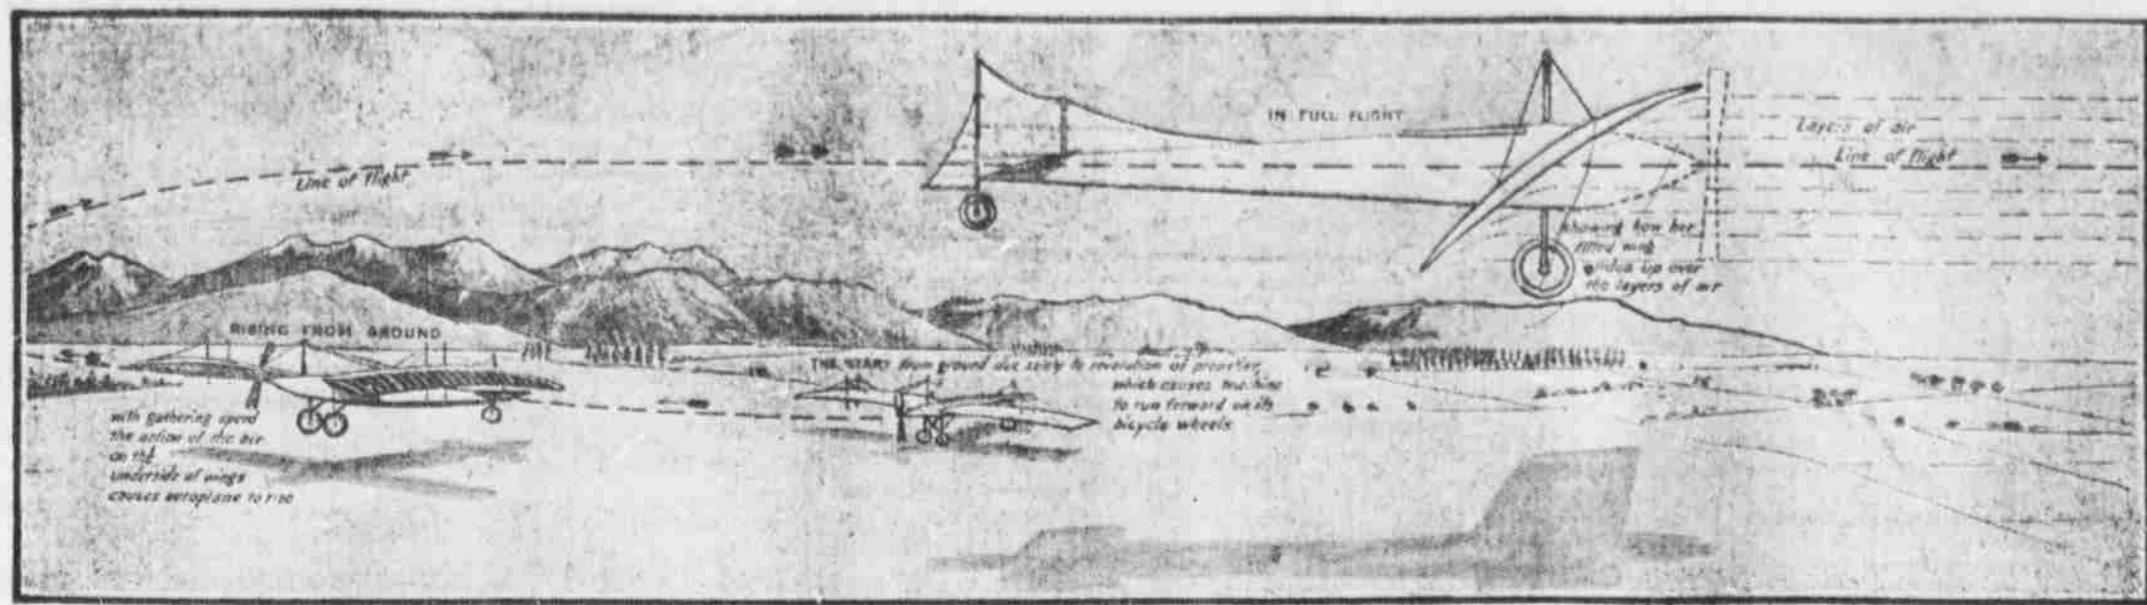 IN FULL FLIGHT
Layers of air
Line of flight
Line of flight
showing how her
tilted wing
up over
the layers of air
RISING FROM GROUND
with gathering speed
the action of the air
on the
underside of wings
causes aeroplane to rise
THE START from ground due solely to revolution of propeller,
which causes machine
to run forward on its
bicycle wheels